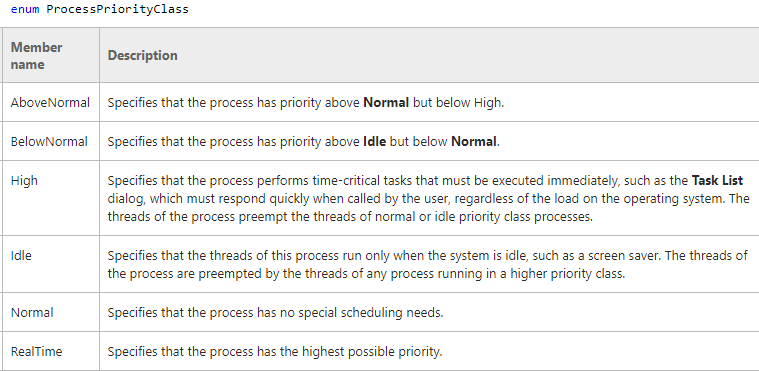 enum ProcessPriorityClass
Member
name
Description
AboveNormal
Specifies that the process has priority above Normal but below High.
BelowNormal
Specifies that the process has priority above Idle but below Normal.
High
Specifies that the process performs time-critical tasks that must be executed immediately, such as the Task List
dialog, which must respond quickly when called by the user, regardless of the load on the operating system. The
threads of the process preempt the threads of normal or idle priority class processes.
Idle
Specifies that the threads of this process run only when the system is idle, such as a screen saver. The threads of
the process are preempted by the threads of any process running in a higher priority class.
Normal
Specifies that the process has no special scheduling needs.
RealTime
Specifies that the process has the highest possible priority.